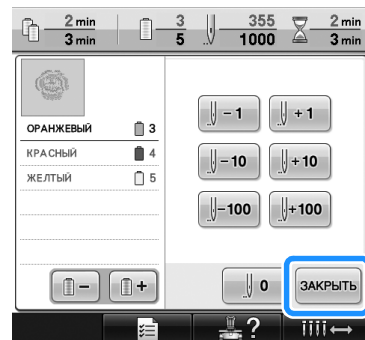 2 min
3 min
3
5
355
1000
2 min
3 min
ОРАНЖЕВЫЙ 3
КРАСНЫЙ 4
ЖЕЛТЫЙ 5
-1 +1
-10 +10
-100 +100
- +
0 ЗАКРЫТЬ
?